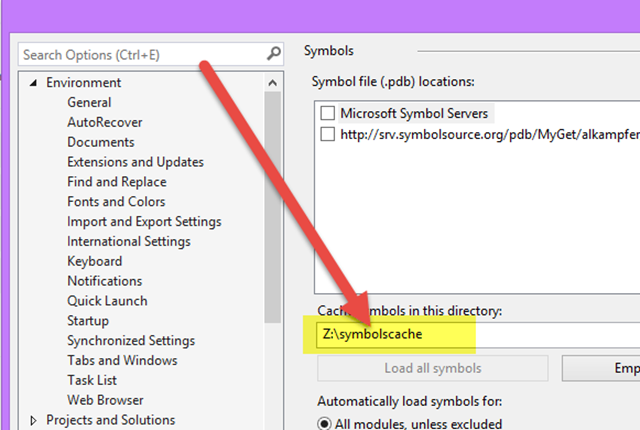 Search Options (Ctrl+E)
Environment
General
AutoRecover
Documents
Extensions and Updates
Find and Replace
Fonts and Colors
Import and Export Settings
International Settings
Keyboard
Notifications
Quick Launch
Startup
Synchronized Settings
Tabs and Windows
Task List
Web Browser
Projects and Solutions
Symbols
Symbol file (.pdb) locations:
Microsoft Symbol Servers
http://srv.symbolsource.org/pdb/MyGet/alkampfer
Cache symbols in this directory:
Z:\symbolscache
Load all symbols
Emp
Automatically load symbols for:
All modules, unless excluded